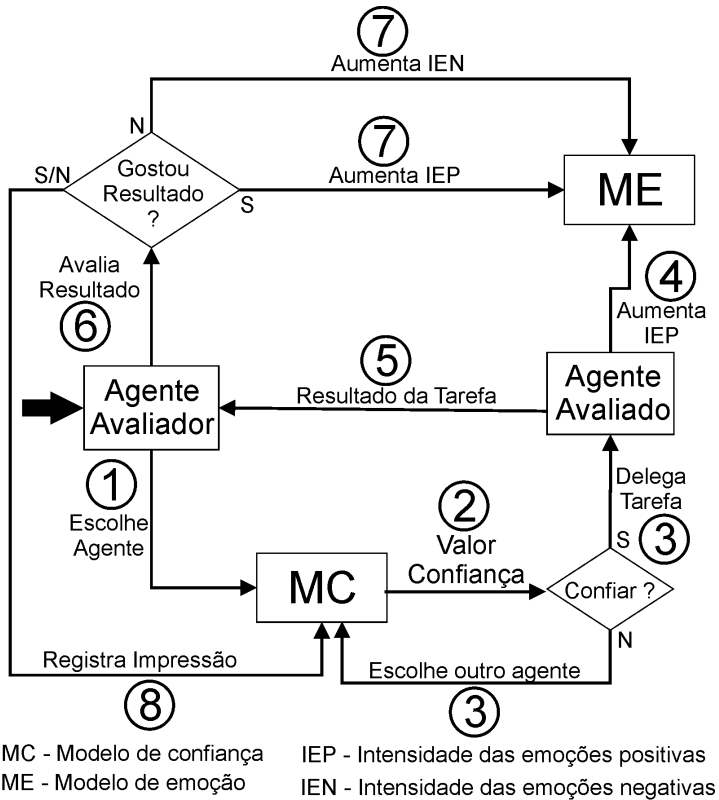 7
Aumenta IEN
N
7
Aumenta IEP
S/N
Gostou
Resultado
?
S
ME
Avalia
Resultado
6
4
Aumenta
IEP
5
Resultado da Tarefa
Agente
Avaliador
Agente
Avaliado
1
Escolhe
Agente
Delega
Tarefa
2
Valor
Confiança
S
3
MC
Confiar ?
N
Registra Impressão
8
Escolhe outro agente
3
MC - Modelo de confiança
ME - Modelo de emoção
IEP - Intensidade das emoções positivas
IEN - Intensidade das emoções negativas